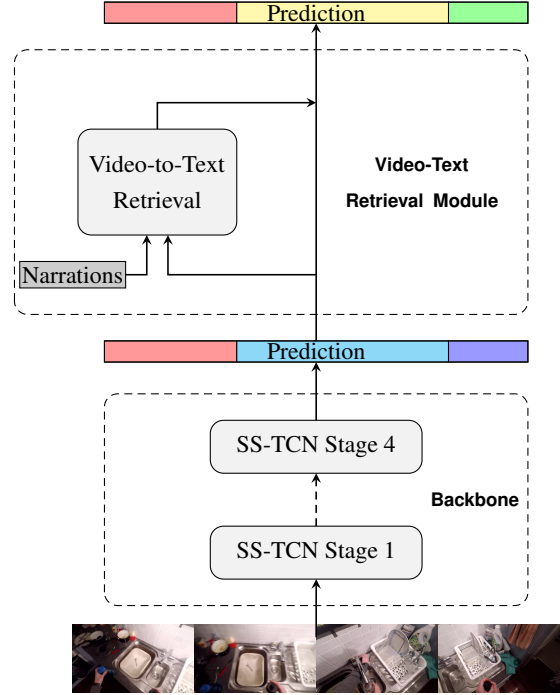 Prediction
Video-to-Text
Retrieval
Video-Text
Retrieval Module
Narrations
Prediction
SS-TCN Stage 4
Backbone
SS-TCN Stage 1